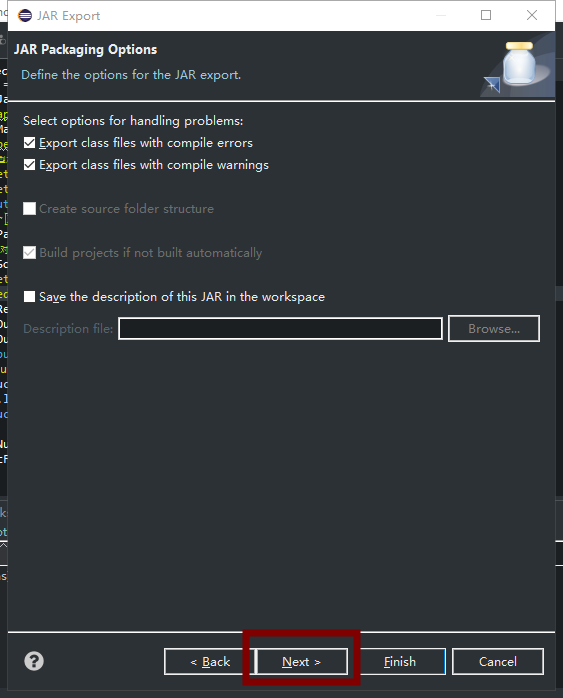 JAR Export
JAR Packaging Options
Define the options for the JAR export.
Select options for handling problems:
Export class files with compile errors
Export class files with compile warnings
Create source folder structure
Build projects if not built automatically
Save the description of this JAR in the workspace
Description file:
Browse...
?
< Back
Next >
Finish
Cancel